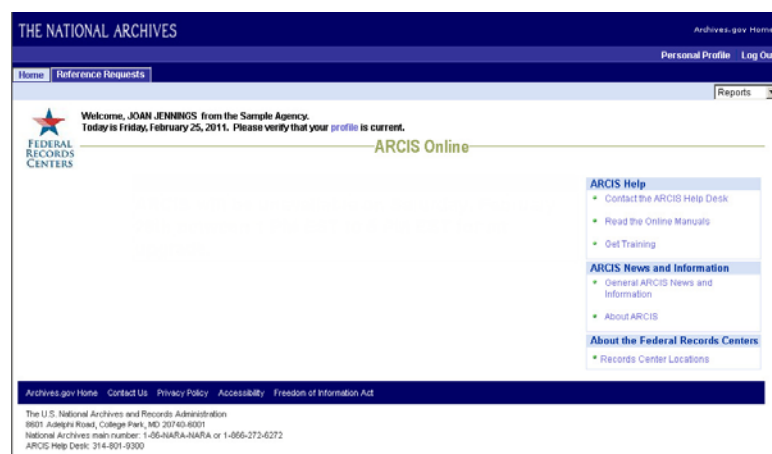 THE NATIONAL ARCHIVES
Archives.gov Home
Personal Profile Log Ou
Home Reference Requests
Reports
Welcome, JOAN JENNINGS from the Sample Agency.
Today is Friday, February 25, 2011. Please verify that your profile is current.
FEDERAL
RECORDS
CENTERS
ARCIS Online
ARCIS Help
Contact the ARCIS Help Desk
Read the Online Manuals
Get Training
ARCIS News and Information
General ARCIS News and
Information
About ARCIS
About the Federal Records Centers
Records Center Locations
Archives.gov Home Contact Us Privacy Policy Accessibility Freedom of Information Act
The U.S. National Archives and Records Administration
8601 Adelphi Road, College Park, MD 20740-6001
National Archives main number: 1-86-NARA-NARA or 1-866-272-6272
ARCIS Help Desk: 314-801-9300